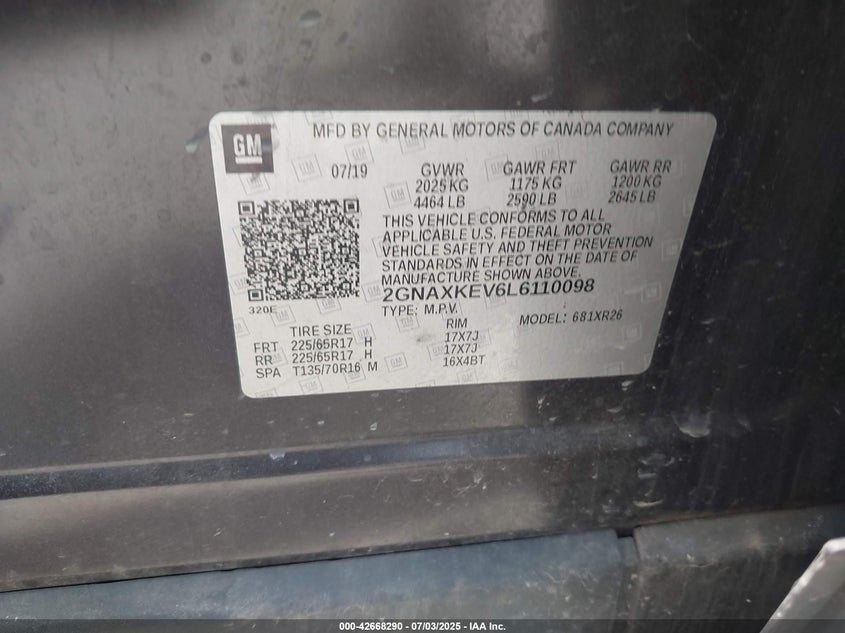 GM
MFD BY GENERAL MOTORS OF CANADA COMPANY
07/19 GVWR GAWR FRT GAWR RR
2025 KG 1175 KG 1200 KG
4464 LB 2590 LB 2645 LB
THIS VEHICLE CONFORMS TO ALL
APPLICABLE U.S. FEDERAL MOTOR
VEHICLE SAFETY AND THEFT PREVENTION
STANDARDS IN EFFECT ON THE DATE OF
MANUFACTURE SHOWN ABOVE.
2GNAXKEV6L6110098
320E
TYPE: M.P.V. MODEL: 681XR26
TIRE SIZE RIM
FRT 225/65R17 H 17X7J
RR 225/65R17 H 17X7J
SPA T135/70R16 M 16X4BT
000-42668290 - 07/03/2025 - IAA Inc.